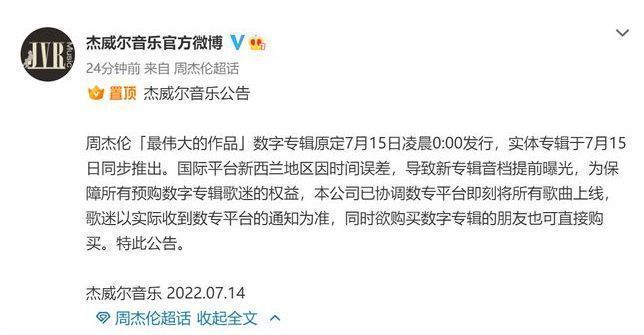 JVR Music
杰威尔音乐官方微博
24分钟前 来自 周杰伦超话
置顶 杰威尔音乐公告
周杰伦「最伟大的作品」数字专辑原定7月15日凌晨0:00发行，实体专辑于7月15
日同步推出。国际平台新西兰地区因时间误差，导致新专辑音档提前曝光，为保
障所有预购数字专辑歌迷的权益，本公司已协调数专平台即刻将所有歌曲上线，
歌迷以实际收到数专平台的通知为准，同时欲购买数字专辑的朋友也可直接购
买。特此公告。
杰威尔音乐 2022.07.14
周杰伦超话 收起全文